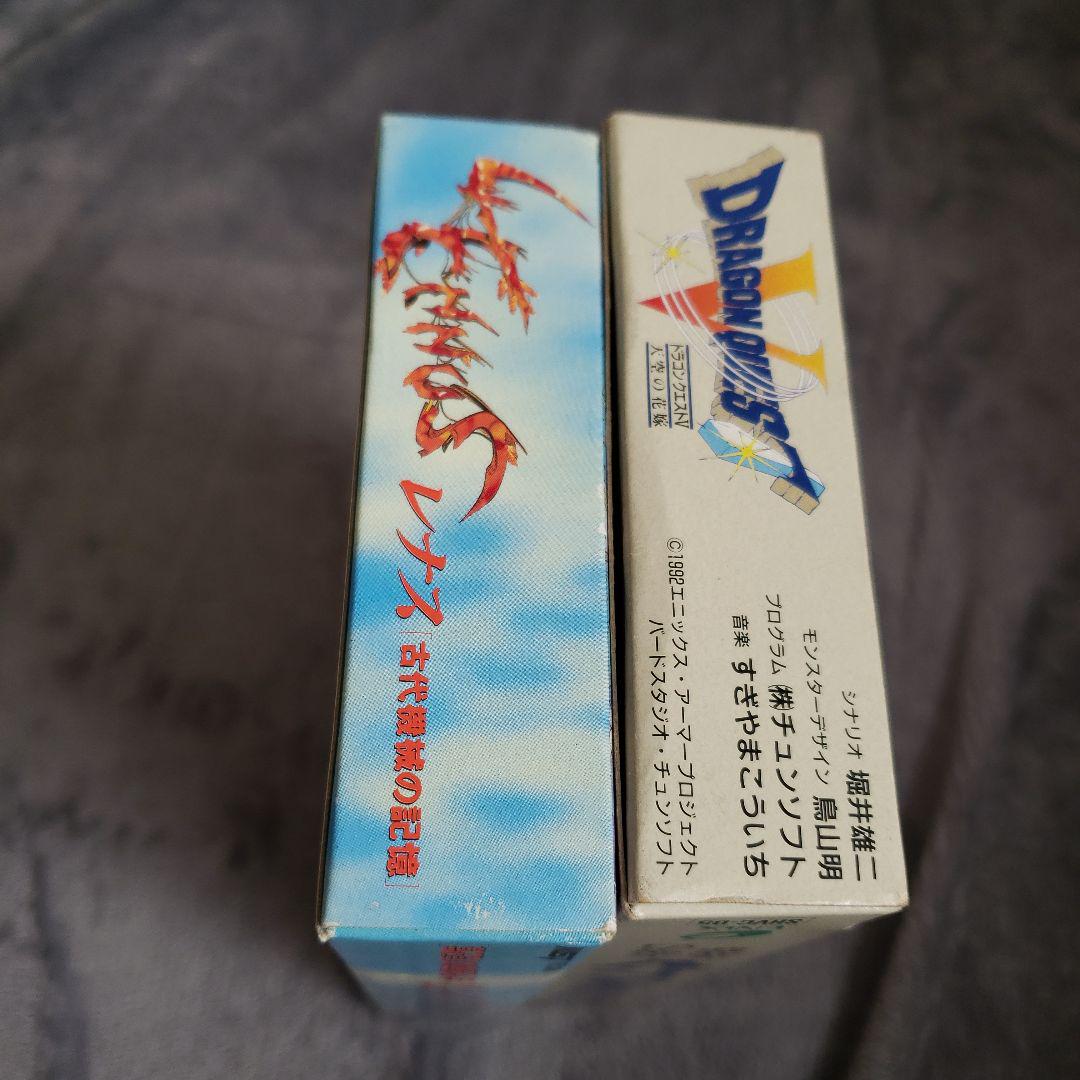 LENNUS
レナス
［古代機械の記憶］
DRAGON QUEST
V
ドラゴンクエストV
天空の花嫁
シナリオ 堀井雄二
モンスターデザイン 鳥山明
プログラム ㈱チュンソフト
音楽 すぎやまこういち
©1992エニックス・アーマープロジェクト
バードスタジオ・チュンソフト